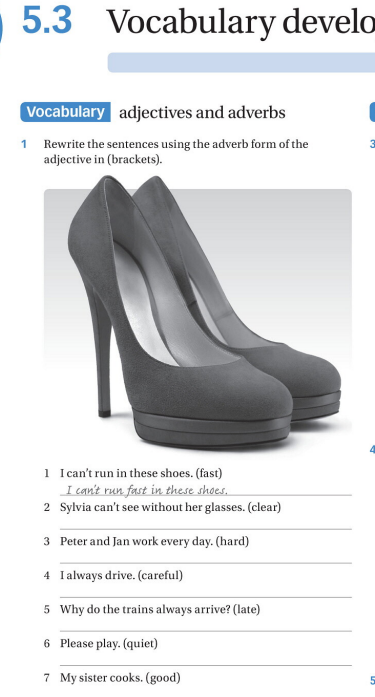 5.3 Vocabulary develo
Vocabulary adjectives and adverbs
1 Rewrite the sentences using the adverb form of the
adjective in (brackets).
1 I can't run in these shoes. (fast)
I can't run fast in these shoes.
2 Sylvia can't see without her glasses. (clear)
3 Peter and Jan work every day. (hard)
4 I always drive. (careful)
5 Why do the trains always arrive? (late)
6 Please play. (quiet)
7 My sister cooks. (good)
3
4
5